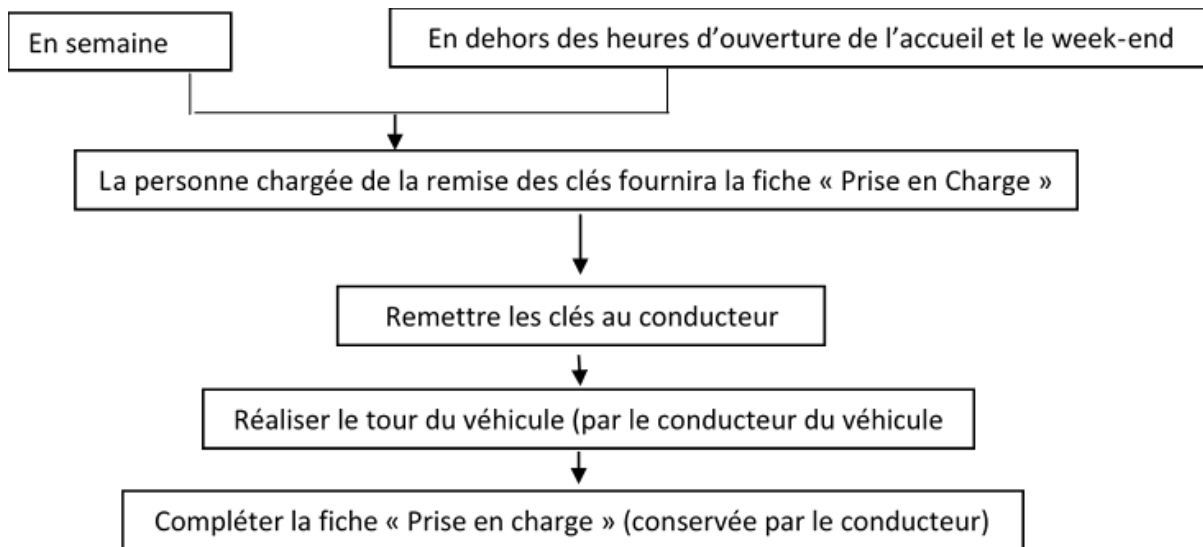 En semaine
En dehors des heures d’ouverture de l’accueil et le week-end
La personne chargée de la remise des clés fournira la fiche « Prise en Charge »
Remettre les clés au conducteur
Réaliser le tour du véhicule (par le conducteur du véhicule
Compléter la fiche « Prise en charge » (conservée par le conducteur)